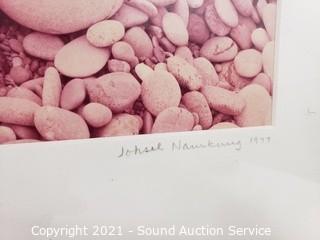 Johsel Namkung 1977
Copyright 2021 - Sound Auction Service